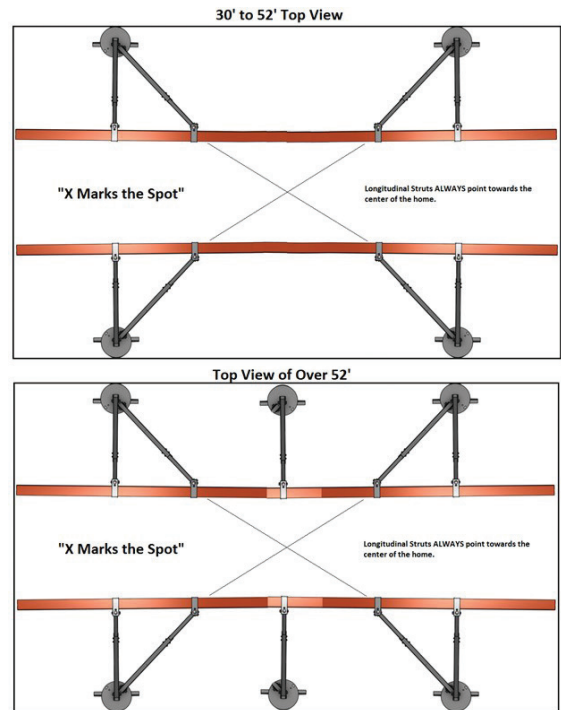 30' to 52' Top View
"X Marks the Spot"
Longitudinal Struts ALWAYS point towards the
center of the home.
Top View of Over 52'
"X Marks the Spot"
Longitudinal Struts ALWAYS point towards the
center of the home.